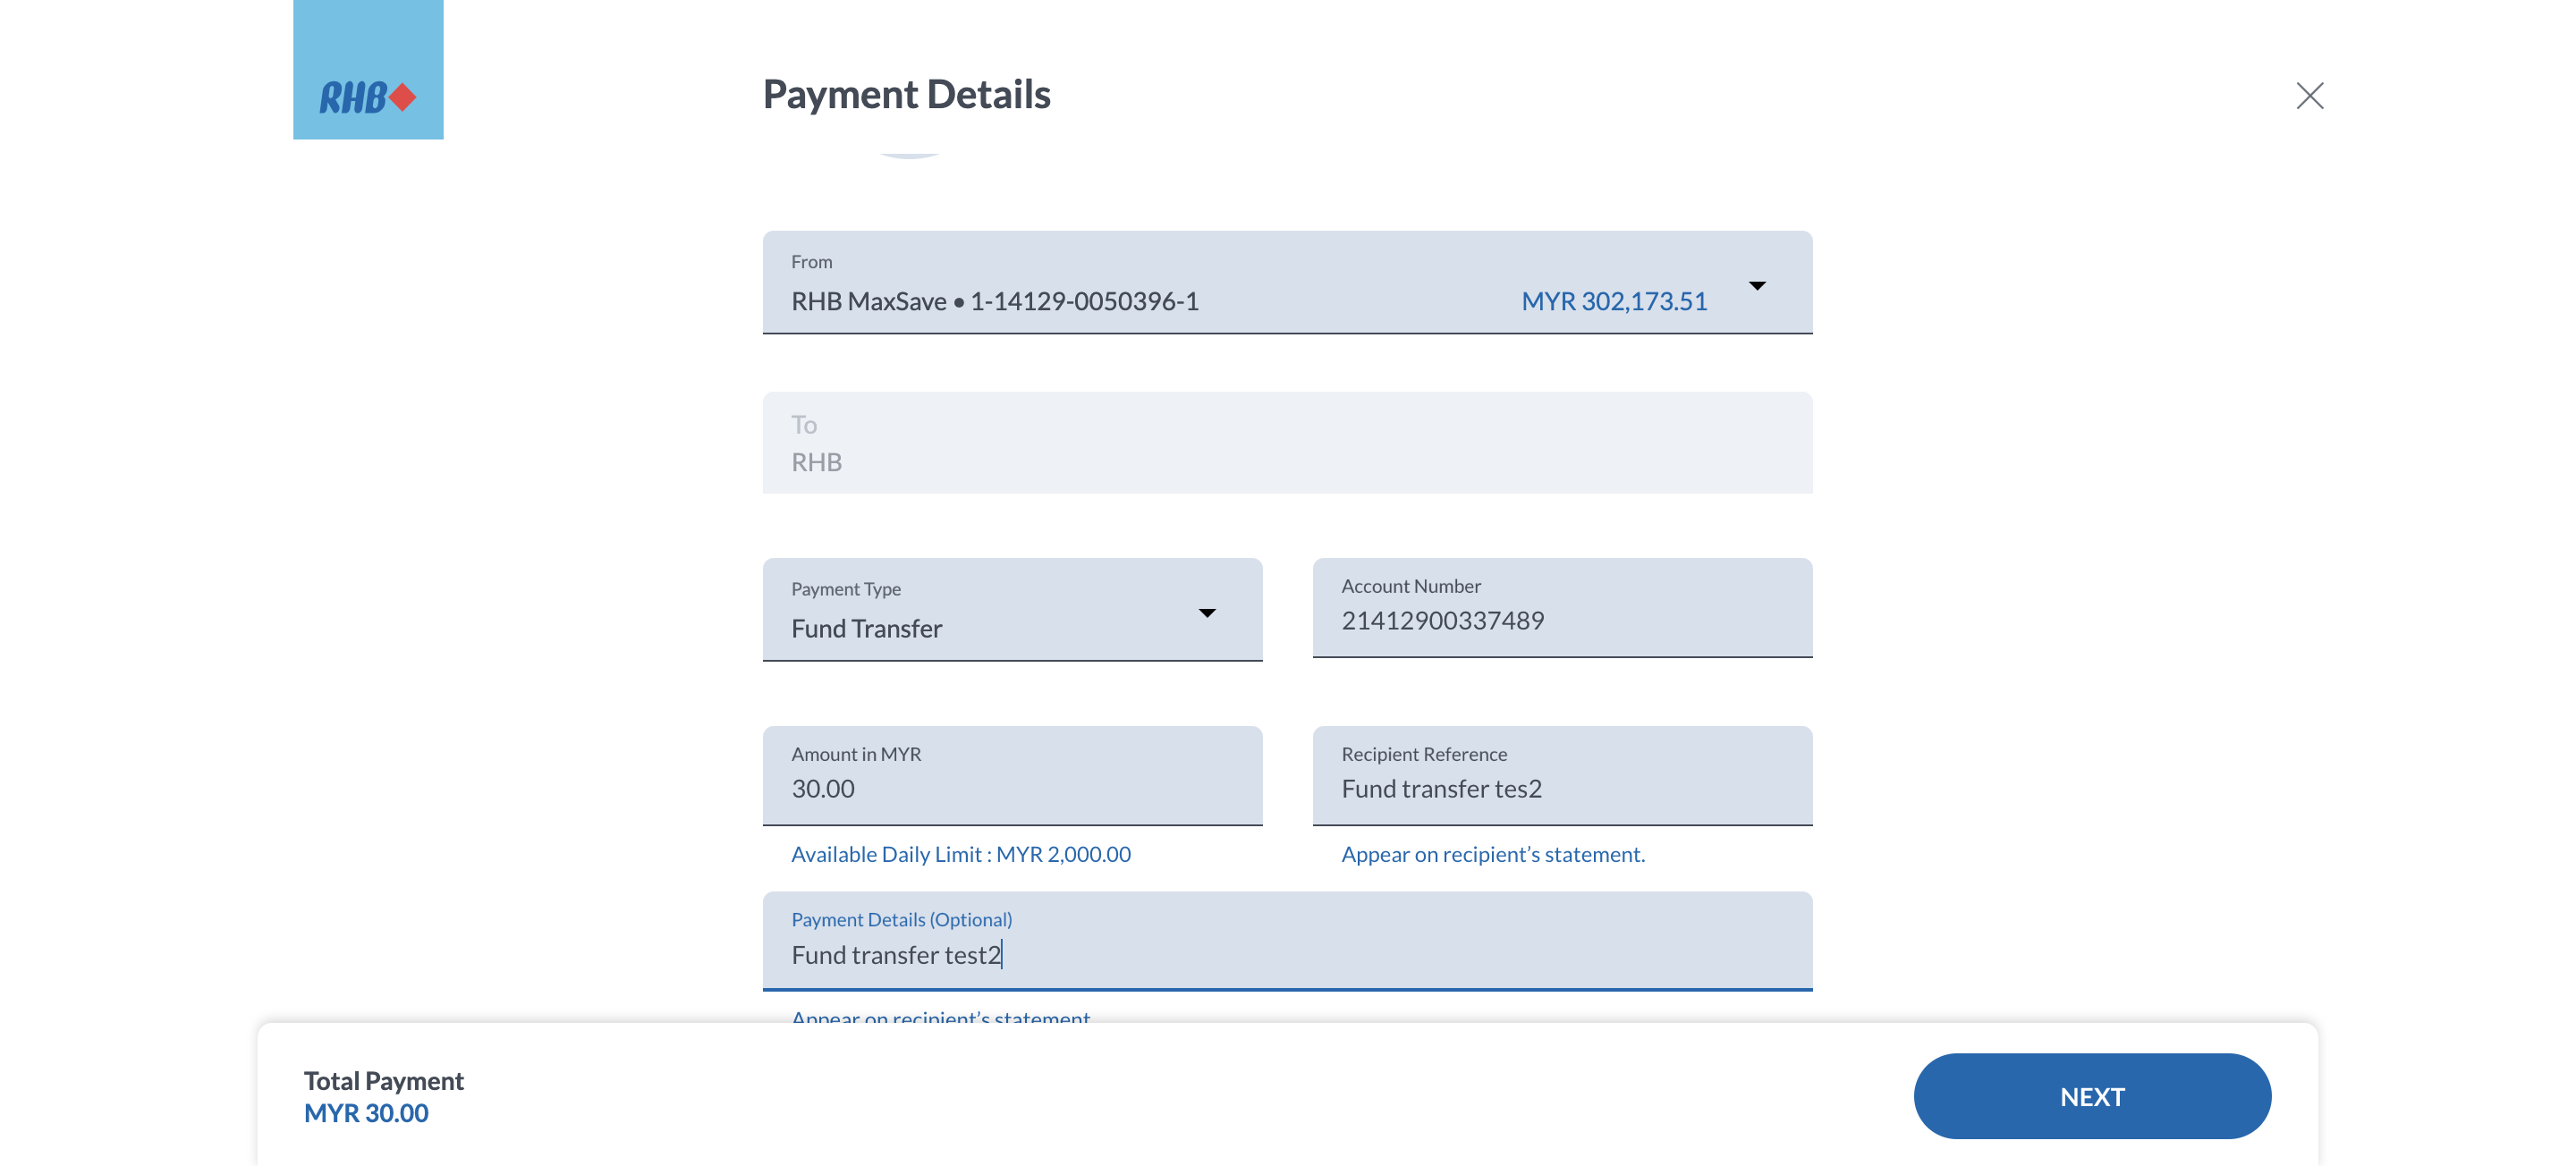 RHB
Payment Details
From
RHB MaxSave • 1-14129-0050396-1
MYR 302,173.51
To
RHB
Payment Type
Fund Transfer
Account Number
21412900337489
Amount in MYR
30.00
Recipient Reference
Fund transfer tes2
Available Daily Limit : MYR 2,000.00
Appear on recipient’s statement.
Payment Details (Optional)
Fund transfer test2
Appear on recipient’s statement
Total Payment
MYR 30.00
NEXT